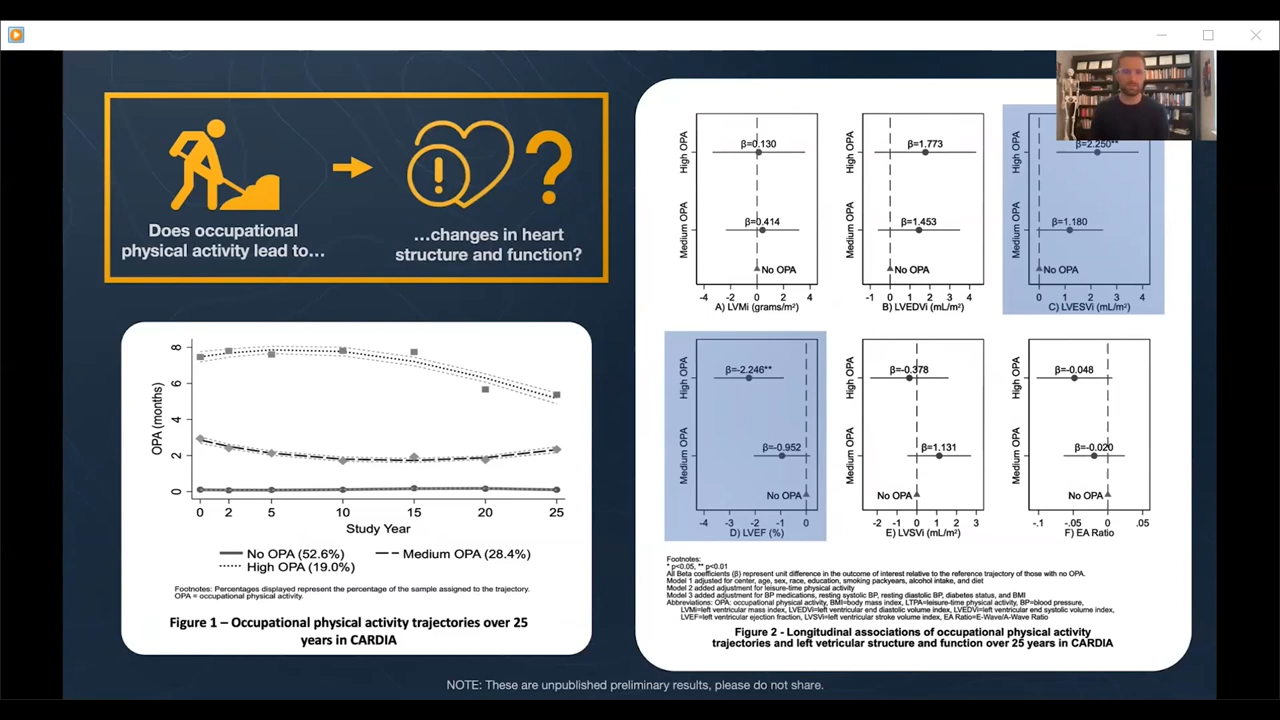 Does occupational
physical activity lead to…
!
…changes in heart
structure and function?
?
OPA (months)
8
6
4
2
0
0 2 5 10 15 20 25
Study Year
No OPA (52.6%) Medium OPA (28.4%)
High OPA (19.0%)
Footnotes: Percentages displayed represent the percentage of the sample assigned to the trajectory.
OPA = occupational physical activity.
Figure 1 – Occupational physical activity trajectories over 25
years in CARDIA
High OPA
β=0.130
Medium OPA
β=0.414
No OPA
-4 -2 0 2 4
A) LVMi (grams/m²)
High OPA
β=1.773
Medium OPA
β=1.453
No OPA
-1 0 1 2 3 4
B) LVEDVi (mL/m²)
High OPA
β=2.250**
Medium OPA
β=1.180
No OPA
0 1 2 3 4
C) LVESVi (mL/m²)
High OPA
β=-2.246**
Medium OPA
β=-0.952
No OPA
-4 -3 -2 -1 0
D) LVEF (%)
High OPA
β=-0.378
Medium OPA
β=1.131
No OPA
-2 -1 0 1 2 3
E) LVSVi (mL/m²)
High OPA
β=-0.048
Medium OPA
β=-0.020
No OPA
-.1 -.05 0 .05
F) EA Ratio
Footnotes:
* p<0.05, ** p<0.01
All Beta coefficients (β) represent unit difference in the outcome of interest relative to the reference trajectory of those with no OPA.
Model 1 adjusted for center, age, sex, race, education, smoking packyears, alcohol intake, and diet
Model 2 added adjustment for leisure-time physical activity
Model 3 added adjustment for BP medications, resting systolic BP, resting diastolic BP, diabetes status, and BMI
Abbreviations: OPA: occupational physical activity, BMI=body mass index, LTPA=leisure-time physical activity, BP=blood pressure,
LVMi=left ventricular mass index, LVEDVi=left ventricular end diastolic volume index, LVEDVi=left ventricular end systolic volume index,
LVEF=left ventricular ejection fraction, LVSVi=left ventricular stroke volume index, EA Ratio=E-Wave/A-Wave Ratio
Figure 2 - Longitudinal associations of occupational physical activity
trajectories and left vetricular structure and function over 25 years in CARDIA
NOTE: These are unpublished preliminary results, please do not share.